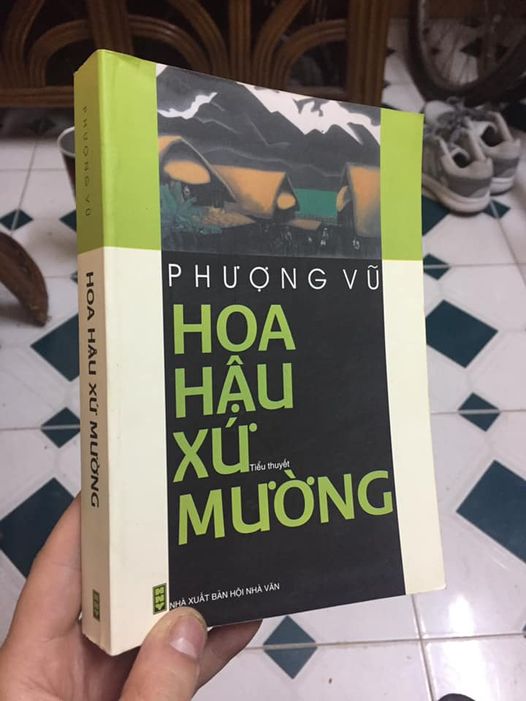 PHƯỢNG VŨ
HOA HẬU XỨ MƯỜNG
PHƯỢNG VŨ
HOA
HẬU
XỨ
Tiểu thuyết
MƯỜNG
NHÀ XUẤT BẢN HỘI NHÀ VĂN